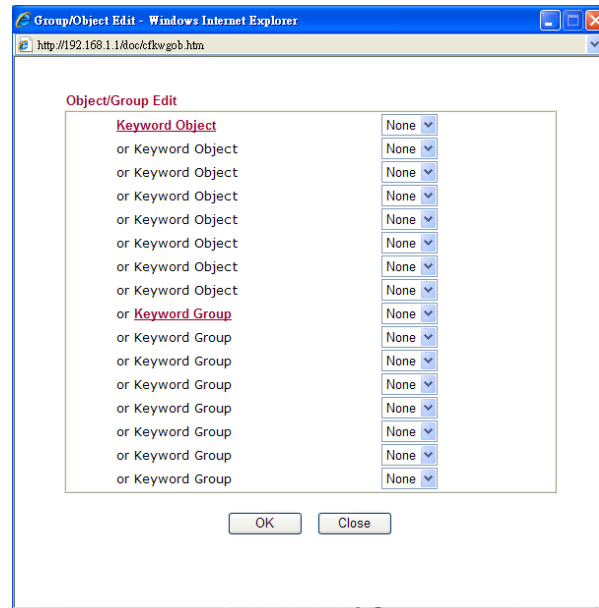 Group/Object Edit - Windows Internet Explorer
http://192.168.1.1/doc/cfkwgob.htm
Object/Group Edit
Keyword Object None
or Keyword Object None
or Keyword Object None
or Keyword Object None
or Keyword Object None
or Keyword Object None
or Keyword Object None
or Keyword Object None
or Keyword Group None
or Keyword Group None
or Keyword Group None
or Keyword Group None
or Keyword Group None
or Keyword Group None
or Keyword Group None
or Keyword Group None
OK Close